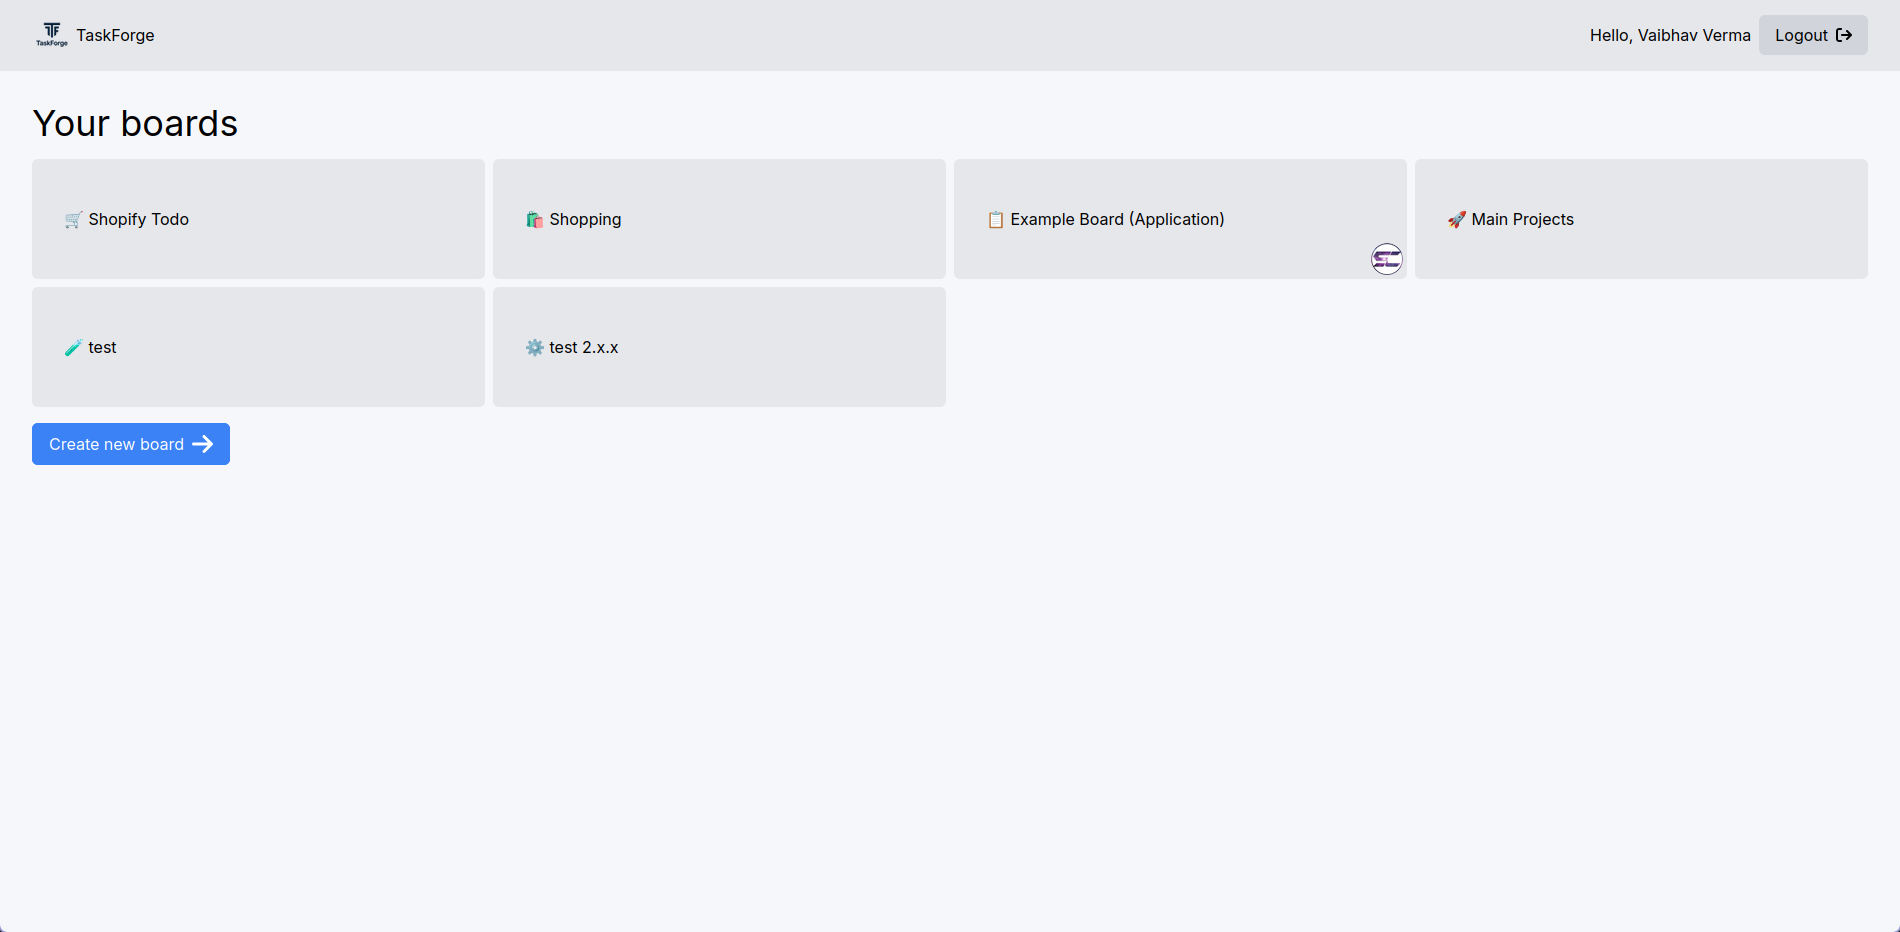 TaskForge
TaskForge
Hello, Vaibhav Verma
Logout
Your boards
🛒 Shopify Todo
🛍️ Shopping
📋 Example Board (Application)
🚀 Main Projects
🧪 test
⚙️ test 2.x.x
Create new board